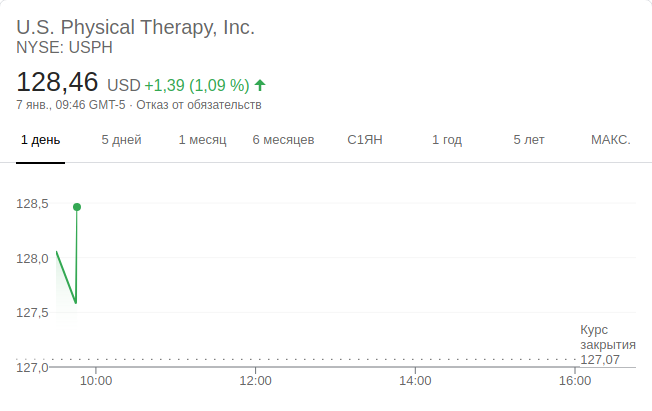 U.S. Physical Therapy, Inc.
NYSE: USPH
128,46 USD +1,39 (1,09 %)
7 янв., 09:46 GMT-5 · Отказ от обязательств
1 день 5 дней 1 месяц 6 месяцев С1ЯН 1 год 5 лет МАКС.
128,5
128,0
127,5
Курс
закрытия
127,07
127,0
10:00 12:00 14:00 16:00